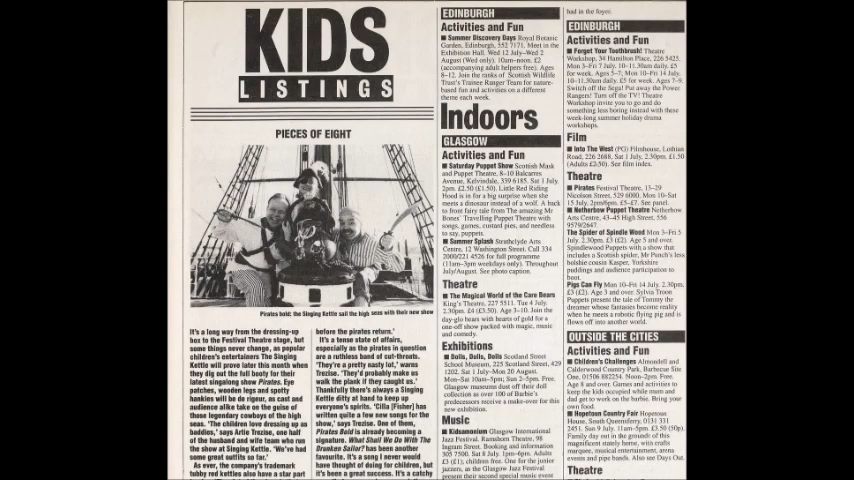 KIDS
LISTINGS
PIECES OF EIGHT
Pirates bold: the Singing Kettle sail the high seas with their new show
It's a long way from the dressing-up
box to the Festival Theatre stage, but
some things never change, as popular
children's entertainers The Singing
Kettle will prove later this month when
they dig out the full booty for their
latest singalong show Pirates. Eye
patches, wooden legs and spotty
hankies will be de rigeur, as cast and
audience alike take on the guise of
those legendary cowboys of the high
seas. 'The children love dressing up as
baddies,' says Artie Trezise, one half
of the husband and wife team who run
the show at Singing Kettle. 'We've had
some great outfits so far.'
As ever, the company's trademark
tubby red kettles also have a star part
before the pirates return.'
It's a tense state of affairs,
especially as the pirates in question
are a ruthless band of cut-throats.
'They're a pretty nasty lot,' warns
Trezise. 'They'd probably make us
walk the plank if they caught us.'
Thankfully there's always a Singing
Kettle ditty at hand to keep up
everyone's spirits. 'Cilla [Fisher] has
written quite a few new songs for the
show,' says Trezise. One of them,
Pirates Bold is already becoming a
signature. What Shall We Do With The
Drunken Sailor? has been another
favourite. It's a song I never would
have thought of doing for children, but
it's been a great success. It's a catchy
EDINBURGH
Activities and Fun
■ Summer Discovery Days Royal Botanic
Garden, Edinburgh, 552 7171. Meet in the
Exhibition Hall. Wed 12 July–Wed 2
August (Wed only). 10am–noon. £2
(accompanying adult helpers free). Ages
8–12. Join the ranks of Scottish Wildlife
Trust's Trainee Ranger Team for nature-
based fun and activities on a different
theme each week.
Indoors
GLASGOW
Activities and Fun
■ Saturday Puppet Show Scottish Mask
and Puppet Theatre, 8–10 Balcarres
Avenue, Kelvindale, 339 6185. Sat 1 July.
2pm. £2.50 (£1.50). Little Red Riding
Hood is in for a big surprise when she
meets a dinosaur instead of a wolf. A back
to front fairy tale from The amazing Mr
Bones' Travelling Puppet Theatre with
songs, games, custard pies, and needless
to say, puppets.
■ Summer Splash Strathclyde Arts
Centre, 12 Washington Street. Call 334
2000/221 4526 for full programme
(11am–3pm weekdays only). Throughout
July/August. See photo caption.
Theatre
■ The Magical World of the Care Bears
King's Theatre, 227 5511. Tue 4 July.
2.30pm. £4 (£3.50). Age 3–10. Join the
day-glo bears with hearts of gold for a
one-off show packed with magic, music
and comedy.
Exhibitions
■ Dolls, Dolls, Dolls Scotland Street
School Museum, 225 Scotland Street, 429
1202. Sat 1 July–Mon 20 August.
Mon–Sat 10am–5pm; Sun 2–5pm. Free.
Glasgow museums dust off their doll
collection as over 100 of Barbie's
predecessors receive a make-over for this
new exhibition.
Music
■ Kidsamonium Glasgow International
Jazz Festival, Ramshorn Theatre, 98
Ingram Street. Booking and information
305 7500. Sat 8 July. 1pm–6pm. Adults
£3 (£1); children free. One for the junior
jazzers, as the Glasgow Jazz Festival
present their second special music event
had in the foyer.
EDINBURGH
Activities and Fun
■ Forget Your Toothbrush! Theatre
Workshop, 34 Hamilton Place, 226 5425.
Mon 3–Fri 7 July. 10–11.30am daily. £5
for week. Ages 5–7; Mon 10–Fri 14 July.
10–11.30am daily. £5 for week. Ages 7–9.
Switch off the Sega! Put away the Power
Rangers! Turn off the TV! Theatre
Workshop invite you to go and do
something less boring instead with these
week-long summer holiday drama
workshops.
Film
■ Into The West (PG) Filmhouse, Lothian
Road, 226 2688. Sat 1 July, 2.30pm. £1.50
(Adults £2.50). See film index.
Theatre
■ Pirates Festival Theatre, 13–29
Nicolson Street, 529 6000. Mon 10–Sat
15 July. 2pm/6pm. £5–£7. See panel.
■ Netherbow Puppet Theatre Netherbow
Arts Centre, 43–45 High Street, 556
9579/2647.
The Spider of Spindle Wood Mon 3–Fri 5
July. 2.30pm. £3 (£2). Age 5 and over.
Spindlewood Puppets with a show that
includes a Scottish spider, Mr Punch's less
bolshie cousin Kasper, Yorkshire
puddings and audience participation to
boot.
Pigs Can Fly Mon 10–Fri 14 July. 2.30pm.
£3 (£2). Age 3 and over. Sylvia Troon
Puppets present the tale of Tommy the
dreamer whose fantasies become reality
when he meets a robotic flying pig and is
flown off into another world.
OUTSIDE THE CITIES
Activities and Fun
■ Children's Challenges Almondell and
Calderwood Country Park, Barbecue Site
One, 01506 882254. Noon–2pm. Free.
Age 8 and over. Games and activities to
keep the kids occupied while mum and
dad get to work on the barbie. Bring your
own food.
■ Hopetoun Country Fair Hopetoun
House, South Queensferry, 0131 331
2451. Sun 9 July. 11am–5pm. £3.50 (50p).
Family day out in the grounds of this
magnificent stately home, with crafts
marquee, musical entertainments, arena
events and pipe bands. Also see Days Out.
Theatre